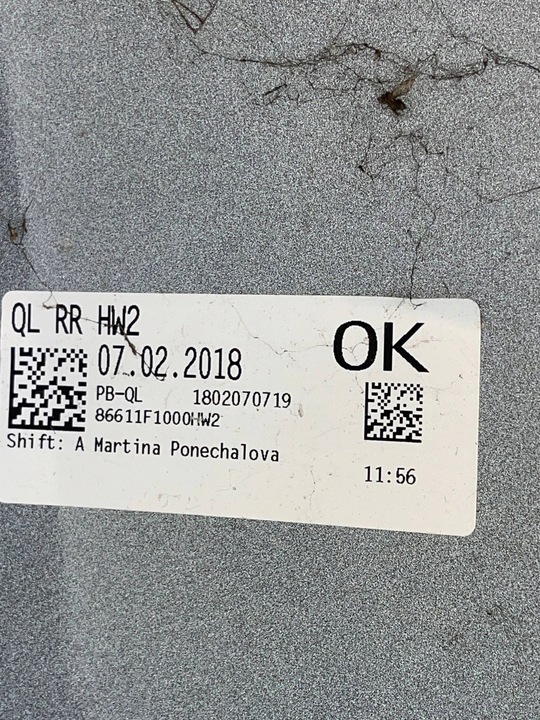 QL RR HW2
OK
07.02.2018
PB-QL 1802070719
86611F1000HW2
Shift: A Martina Ponechalova
11:56